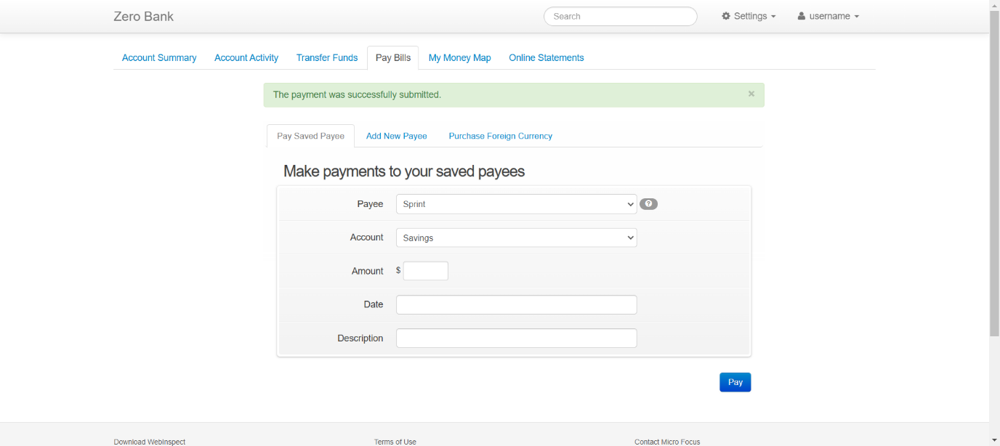 Zero Bank
Search
Settings
username
Account Summary
Account Activity
Transfer Funds
Pay Bills
My Money Map
Online Statements
The payment was successfully submitted.
×
Pay Saved Payee
Add New Payee
Purchase Foreign Currency
Make payments to your saved payees
Payee
Sprint
?
Account
Savings
Amount
$
Date
Description
Pay
Download WebInspect
Terms of Use
Contact Micro Focus